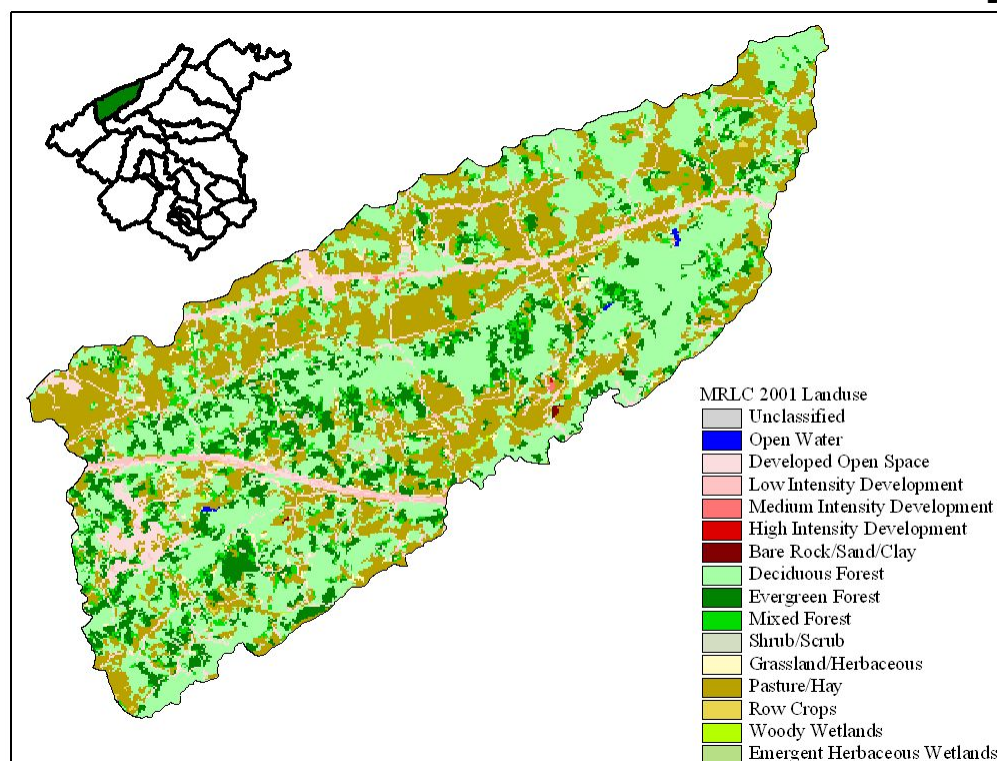 MRLC 2001 Landuse
Unclassified
Open Water
Developed Open Space
Low Intensity Development
Medium Intensity Development
High Intensity Development
Bare Rock/Sand/Clay
Deciduous Forest
Evergreen Forest
Mixed Forest
Shrub/Scrub
Grassland/Herbaceous
Pasture/Hay
Row Crops
Woody Wetlands
Emergent Herbaceous Wetlands